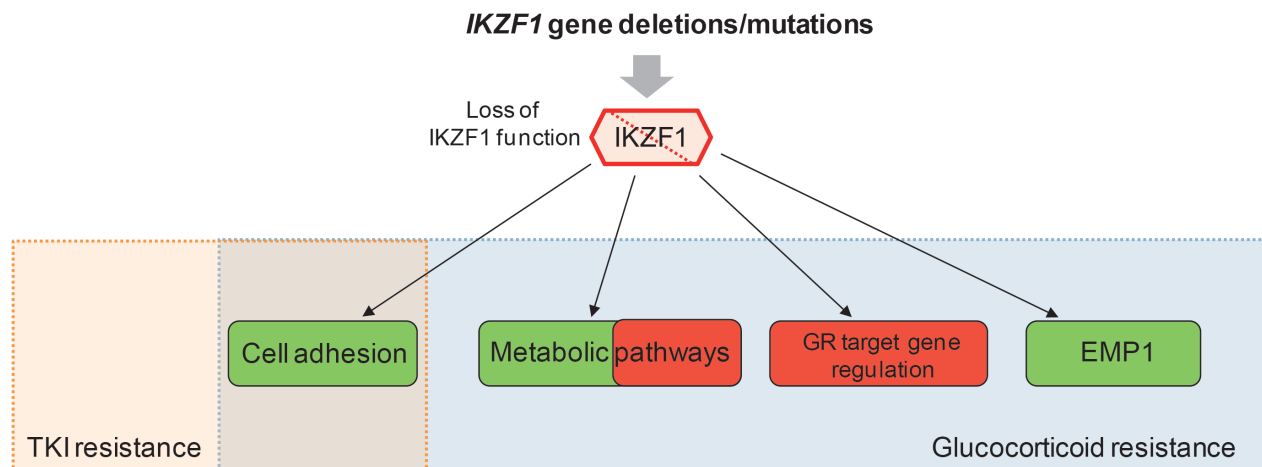 IKZF1 gene deletions/mutations
Loss of
IKZF1 function
IKZF1
Cell adhesion
Metabolic pathways
GR target gene
regulation
EMP1
TKI resistance
Glucocorticoid resistance